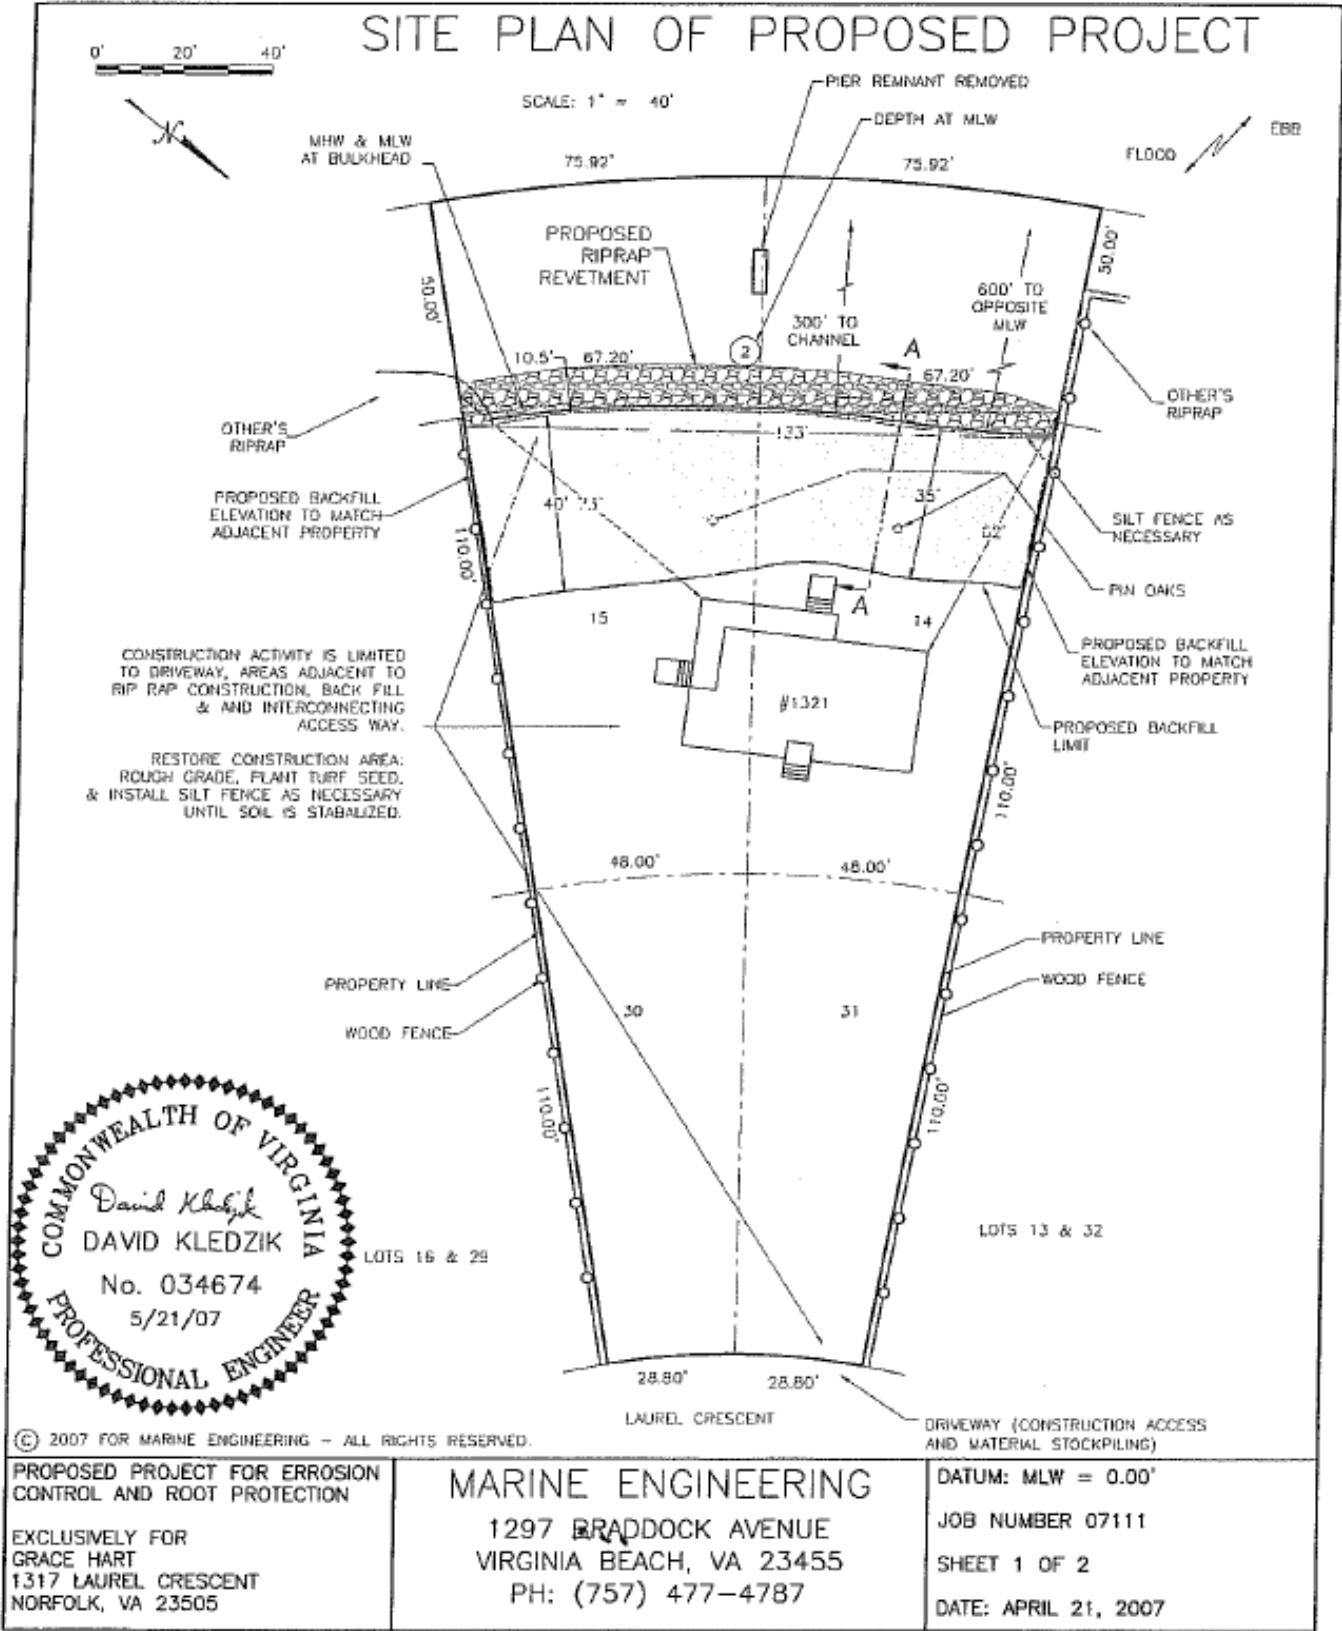 SITE PLAN OF PROPOSED PROJECT
0' 20' 40'
SCALE: 1" = 40'
N
PIER REMNANT REMOVED
DEPTH AT MLW
FLOOD
EBB
MHW & MLW
AT BULKHEAD
75.92'
75.92'
PROPOSED
RIPRAP
REVETMENT
50.00'
50.00'
300' TO
CHANNEL
600' TO
OPPOSITE
MLW
2
A
10.5'
67.20'
67.20'
OTHER'S
RIPRAP
OTHER'S
RIPRAP
133'
PROPOSED BACKFILL
ELEVATION TO MATCH
ADJACENT PROPERTY
40'
73'
35'
SILT FENCE AS
NECESSARY
110.00'
PIN OAKS
A
15
14
PROPOSED BACKFILL
ELEVATION TO MATCH
ADJACENT PROPERTY
CONSTRUCTION ACTIVITY IS LIMITED
TO DRIVEWAY, AREAS ADJACENT TO
RIP RAP CONSTRUCTION, BACK FILL
& AND INTERCONNECTING
ACCESS WAY.
#1321
PROPOSED BACKFILL
LIMIT
RESTORE CONSTRUCTION AREA:
ROUGH GRADE, PLANT TURF SEED,
& INSTALL SILT FENCE AS NECESSARY
UNTIL SOIL IS STABALIZED.
110.00'
48.00'
48.00'
PROPERTY LINE
WOOD FENCE
PROPERTY LINE
WOOD FENCE
30
31
110.00'
110.00'
COMMONWEALTH OF VIRGINIA
David Kledzik
DAVID KLEDZIK
No. 034674
5/21/07
PROFESSIONAL ENGINEER
LOTS 16 & 29
LOTS 13 & 32
28.80'
28.80'
LAUREL CRESCENT
DRIVEWAY (CONSTRUCTION ACCESS
AND MATERIAL STOCKPILING)
© 2007 FOR MARINE ENGINEERING - ALL RIGHTS RESERVED.
PROPOSED PROJECT FOR ERROSION
CONTROL AND ROOT PROTECTION
EXCLUSIVELY FOR
GRACE HART
1317 LAUREL CRESCENT
NORFOLK, VA 23505
MARINE ENGINEERING
1297 BRADDOCK AVENUE
VIRGINIA BEACH, VA 23455
PH: (757) 477-4787
DATUM: MLW = 0.00'
JOB NUMBER 07111
SHEET 1 OF 2
DATE: APRIL 21, 2007